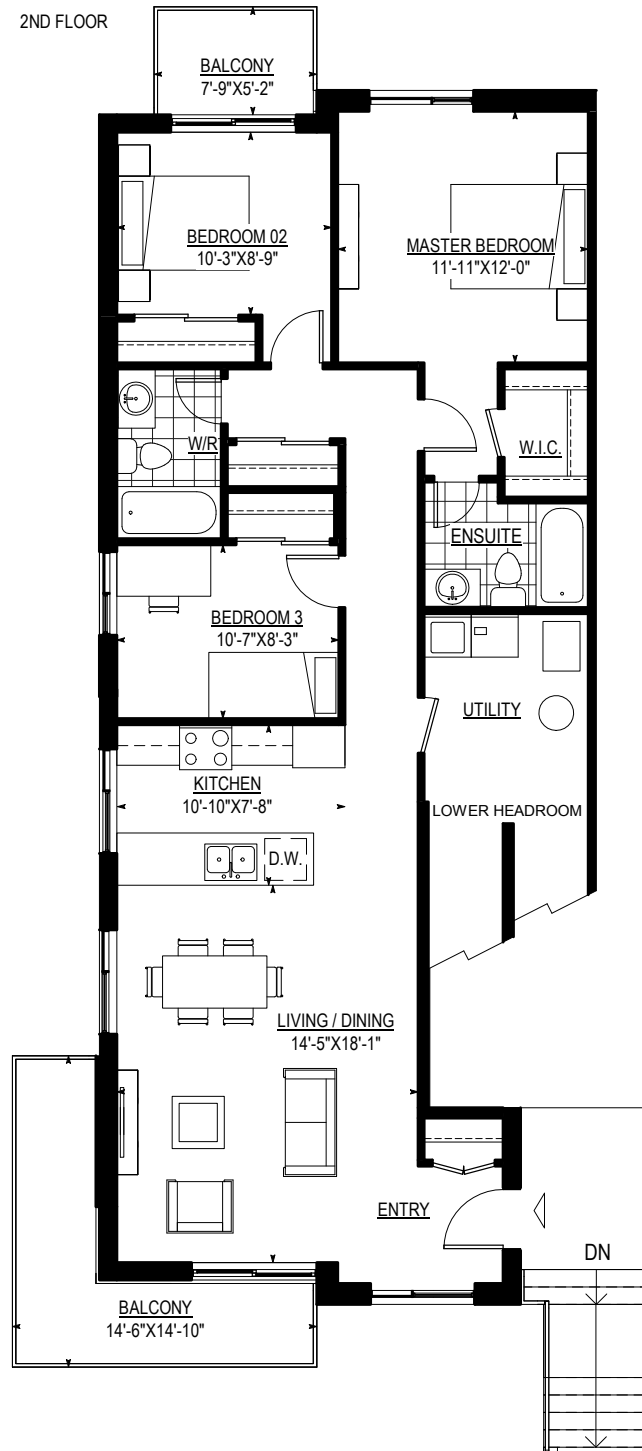 2ND FLOOR
BALCONY
7'-9"X5'-2"
BEDROOM 02
10'-3"X8'-9"
MASTER BEDROOM
11'-11"X12'-0"
W/R
W.I.C.
ENSUITE
BEDROOM 3
10'-7"X8'-3"
UTILITY
KITCHEN
10'-10"X7'-8"
LOWER HEADROOM
D.W.
LIVING / DINING
14'-5"X18'-1"
ENTRY
DN
BALCONY
14'-6"X14'-10"